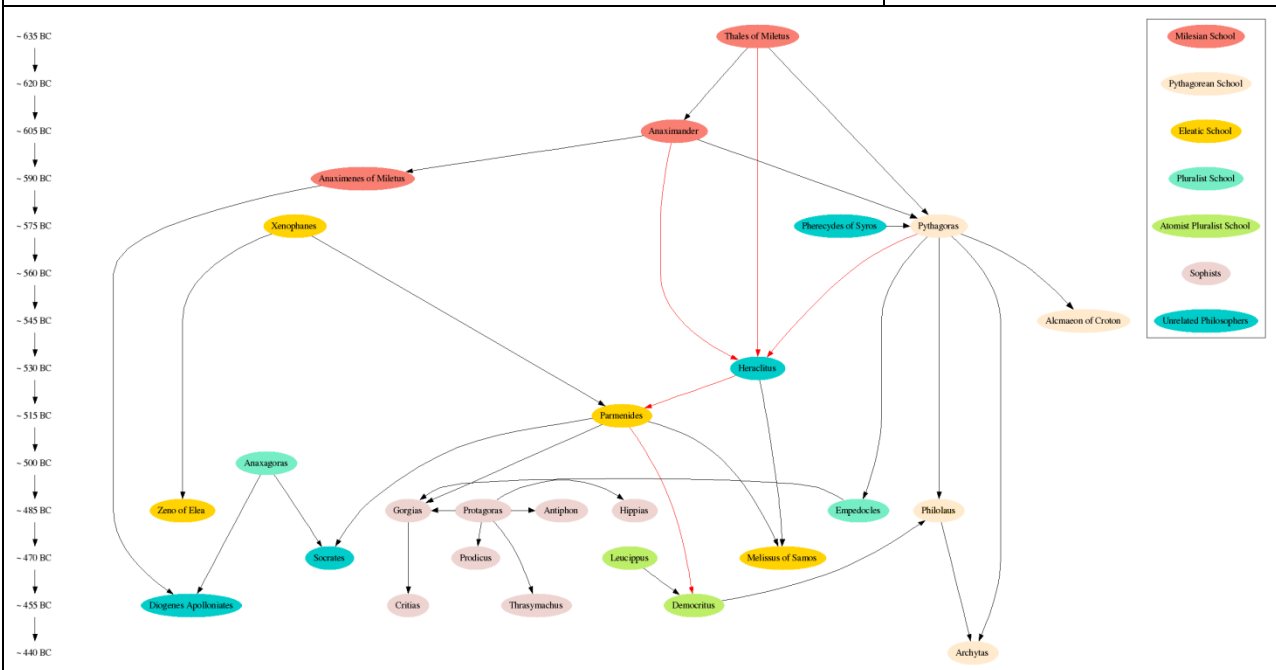 ~ 635 BC
Thales of Miletus
Milesian School
~ 620 BC
Pythagorean School
~ 605 BC
Anaximander
Eleatic School
~ 590 BC
Anaximenes of Miletus
Pluralist School
~ 575 BC
Xenophanes
Pherecydes of Syros
Pythagoras
Atomist Pluralist School
~ 560 BC
Sophists
~ 545 BC
Alcmaeon of Croton
Unrelated Philosophers
~ 530 BC
Heraclitus
~ 515 BC
Parmenides
~ 500 BC
Anaxagoras
~ 485 BC
Zeno of Elea
Gorgias
Protagoras
Antiphon
Hippias
Empedocles
Philolaus
~ 470 BC
Socrates
Prodicus
Leucippus
Melissus of Samos
~ 455 BC
Diogenes Apolloniates
Critias
Thrasymachus
Democritus
~ 440 BC
Archytas